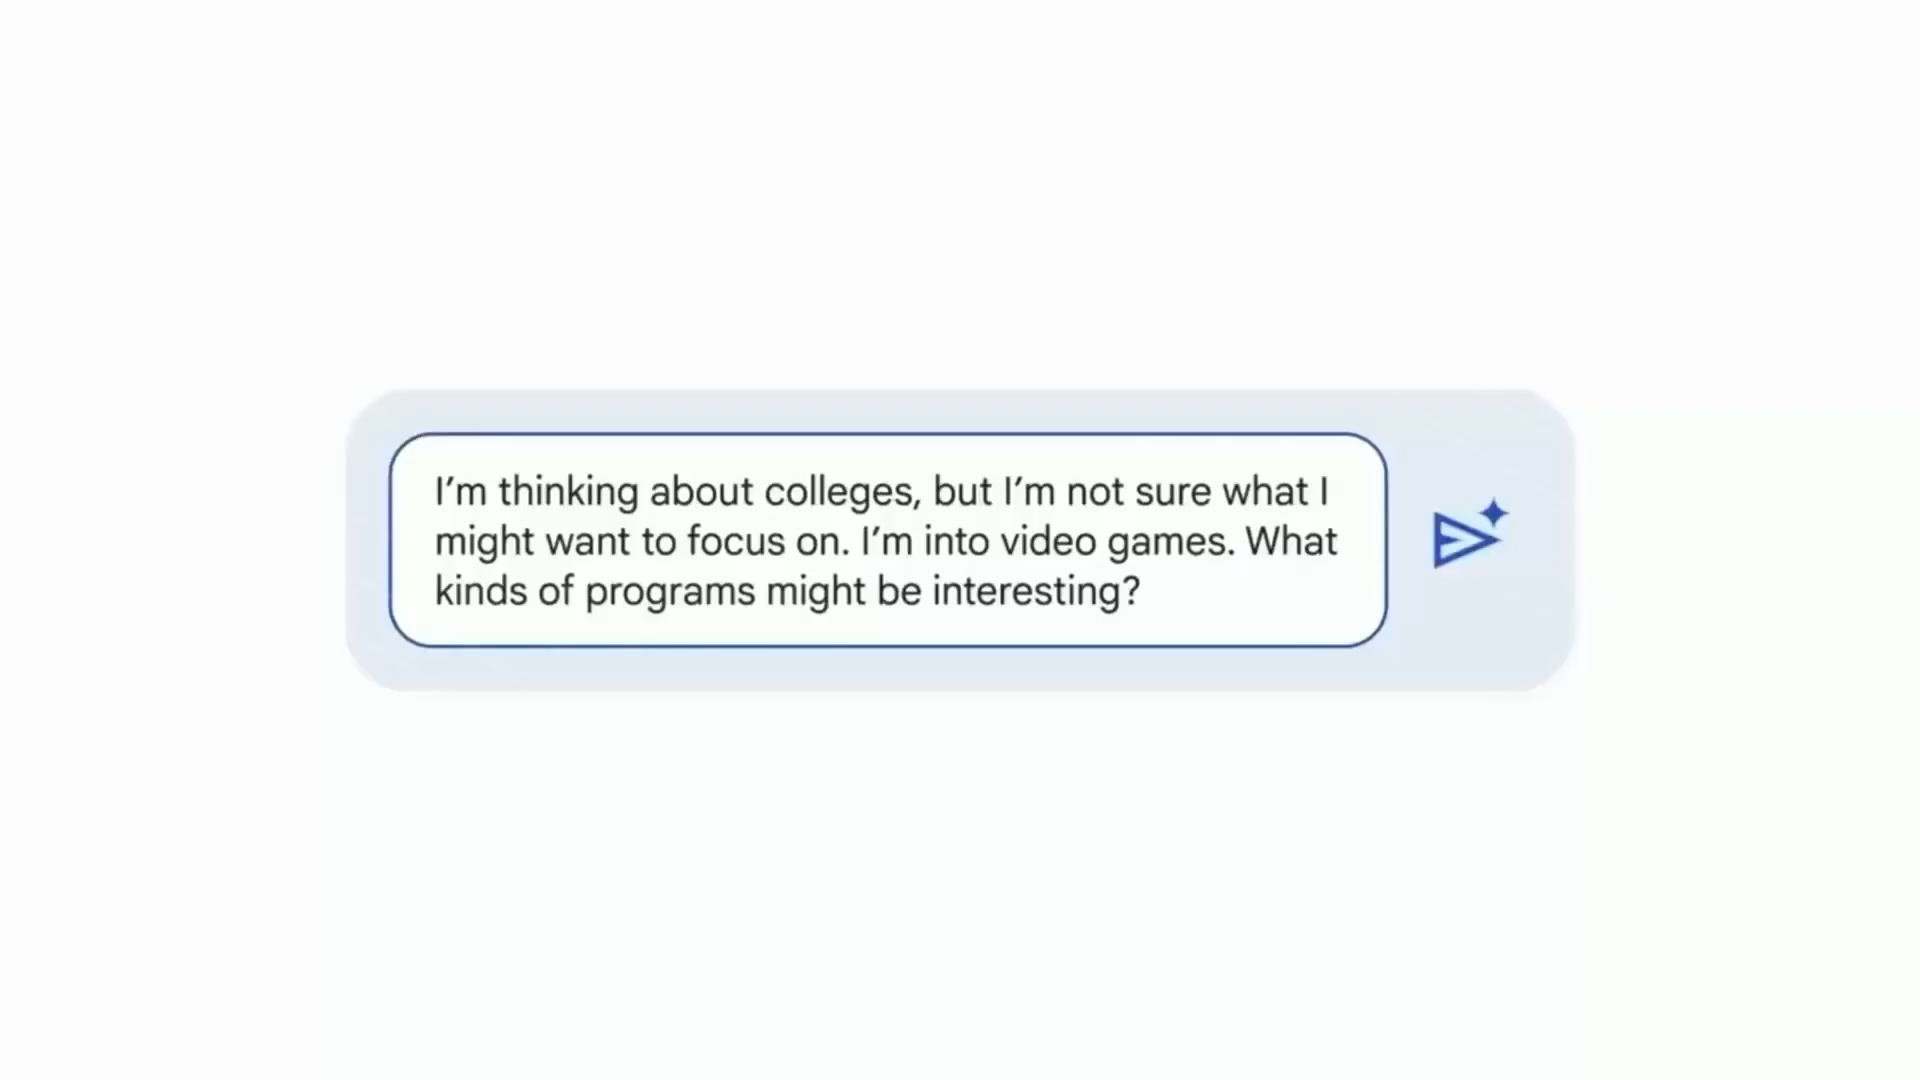 I’m thinking about colleges, but I’m not sure what I
might want to focus on. I’m into video games. What
kinds of programs might be interesting?